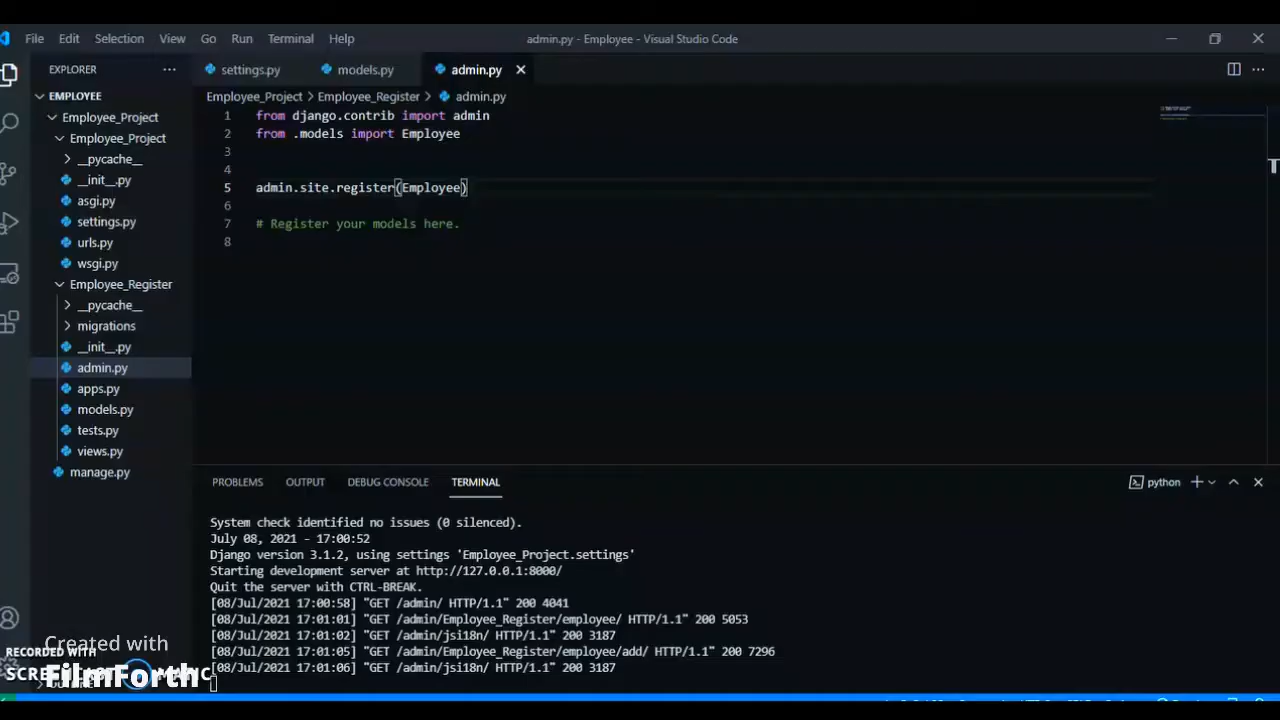 File Edit Selection View Go Run Terminal Help admin.py - Employee - Visual Studio Code
EXPLORER
settings.py models.py admin.py
EMPLOYEE
Employee_Project > Employee_Register > admin.py
Employee_Project
Employee_Project
__pycache__
__init__.py
asgi.py
settings.py
urls.py
wsgi.py
Employee_Register
__pycache__
migrations
__init__.py
admin.py
apps.py
models.py
tests.py
views.py
manage.py
1 from django.contrib import admin
2 from .models import Employee
3
4
5 admin.site.register(Employee)
6
7 # Register your models here.
8
PROBLEMS OUTPUT DEBUG CONSOLE TERMINAL python
System check identified no issues (0 silenced).
July 08, 2021 - 17:00:52
Django version 3.1.2, using settings 'Employee_Project.settings'
Starting development server at http://127.0.0.1:8000/
Quit the server with CTRL-BREAK.
[08/Jul/2021 17:00:58] "GET /admin/ HTTP/1.1" 200 4041
[08/Jul/2021 17:01:01] "GET /admin/Employee_Register/employee/ HTTP/1.1" 200 5053
[08/Jul/2021 17:01:02] "GET /admin/jsi18n/ HTTP/1.1" 200 3187
[08/Jul/2021 17:01:05] "GET /admin/Employee_Register/employee/add/ HTTP/1.1" 200 7296
[08/Jul/2021 17:01:06] "GET /admin/jsi18n/ HTTP/1.1" 200 3187
Created with
RECORDED WITH
FilmForth